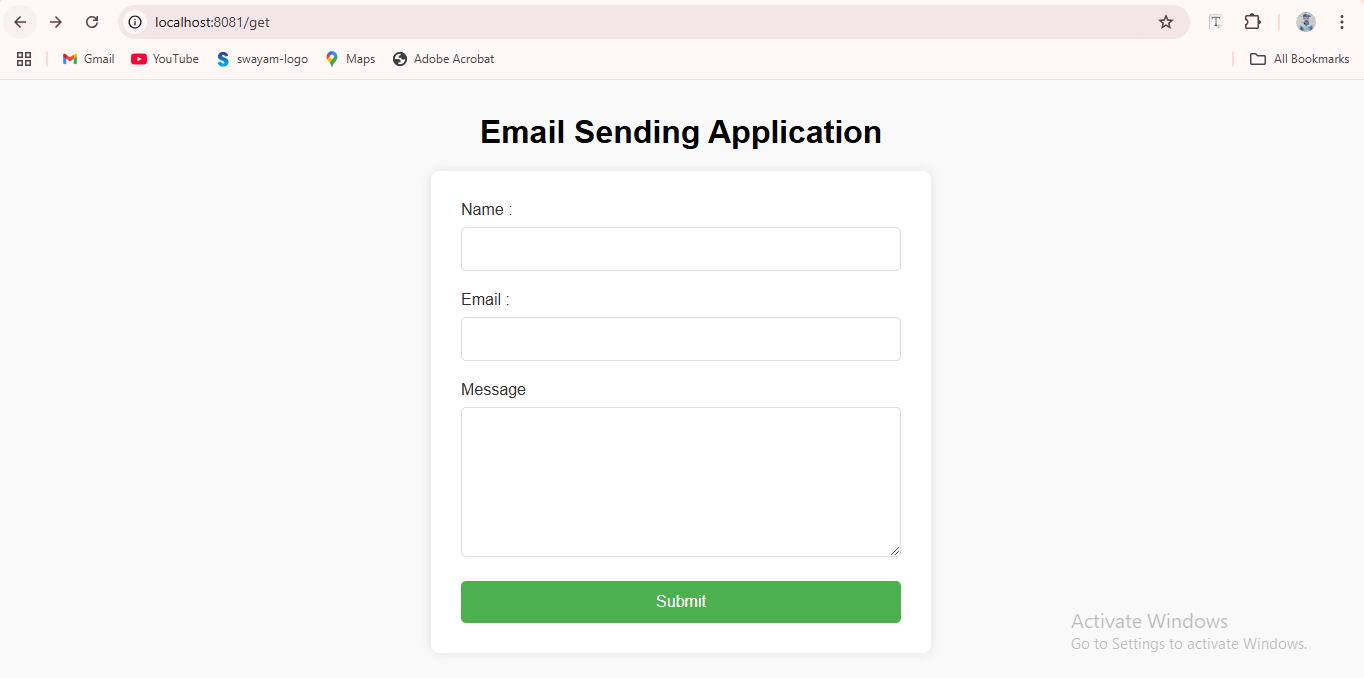 localhost:8081/get
T
Gmail YouTube swayam-logo Maps Adobe Acrobat All Bookmarks
Email Sending Application
Name :
Email :
Message
Submit
Activate Windows
Go to Settings to activate Windows.